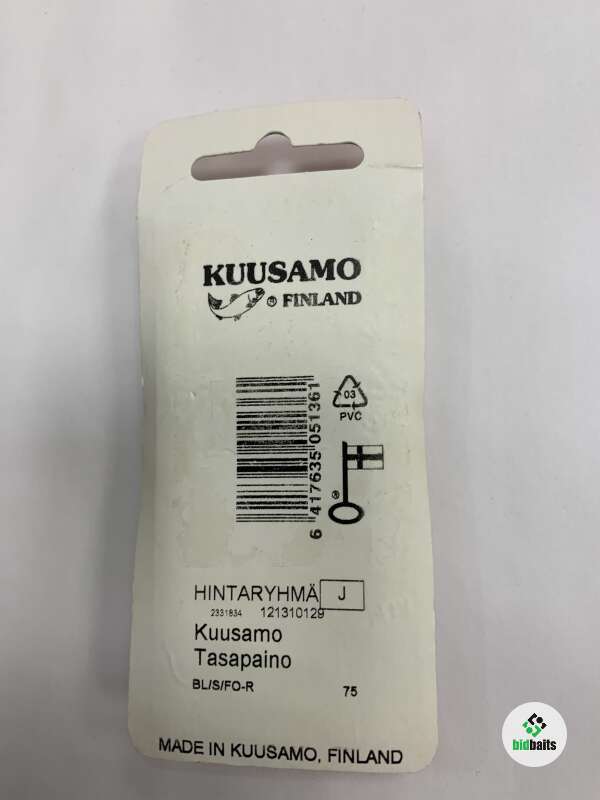 KUUSAMO
® FINLAND
03
PVC
6 417635 051361
®
HINTARYHMÄ J
2331834 121310129
Kuusamo
Tasapaino
BL/S/FO-R 75
MADE IN KUUSAMO, FINLAND
bidbaits